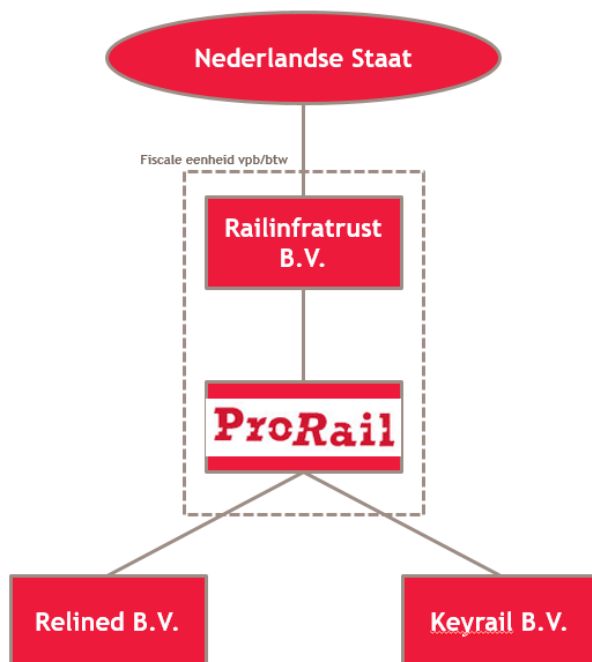 Nederlandse Staat
Fiscale eenheid vpb/btw
Railinfratrust
B.V.
ProRail
Relined B.V.
Keyrail B.V.